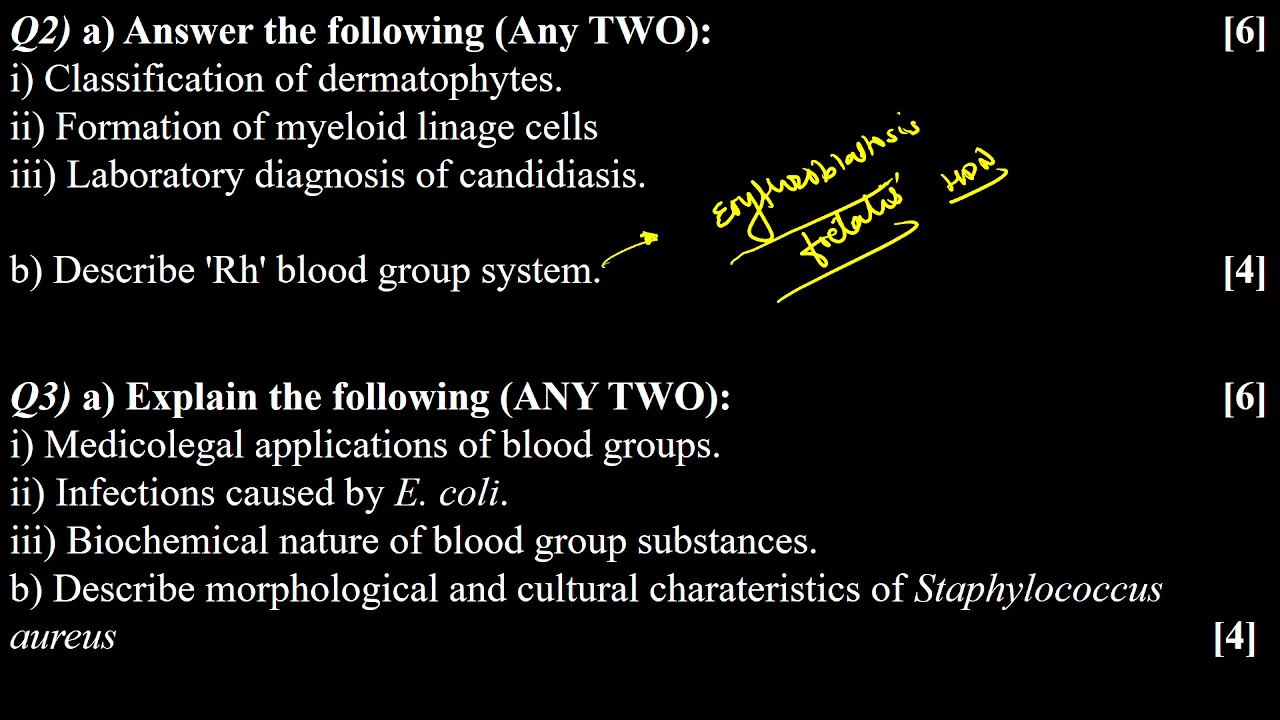 Q2) a) Answer the following (Any TWO): [6]
i) Classification of dermatophytes.
ii) Formation of myeloid linage cells
iii) Laboratory diagnosis of candidiasis.
Erythroblastosis
foetalis
HDN
b) Describe 'Rh' blood group system. [4]
Q3) a) Explain the following (ANY TWO): [6]
i) Medicolegal applications of blood groups.
ii) Infections caused by E. coli.
iii) Biochemical nature of blood group substances.
b) Describe morphological and cultural charateristics of Staphylococcus
aureus [4]